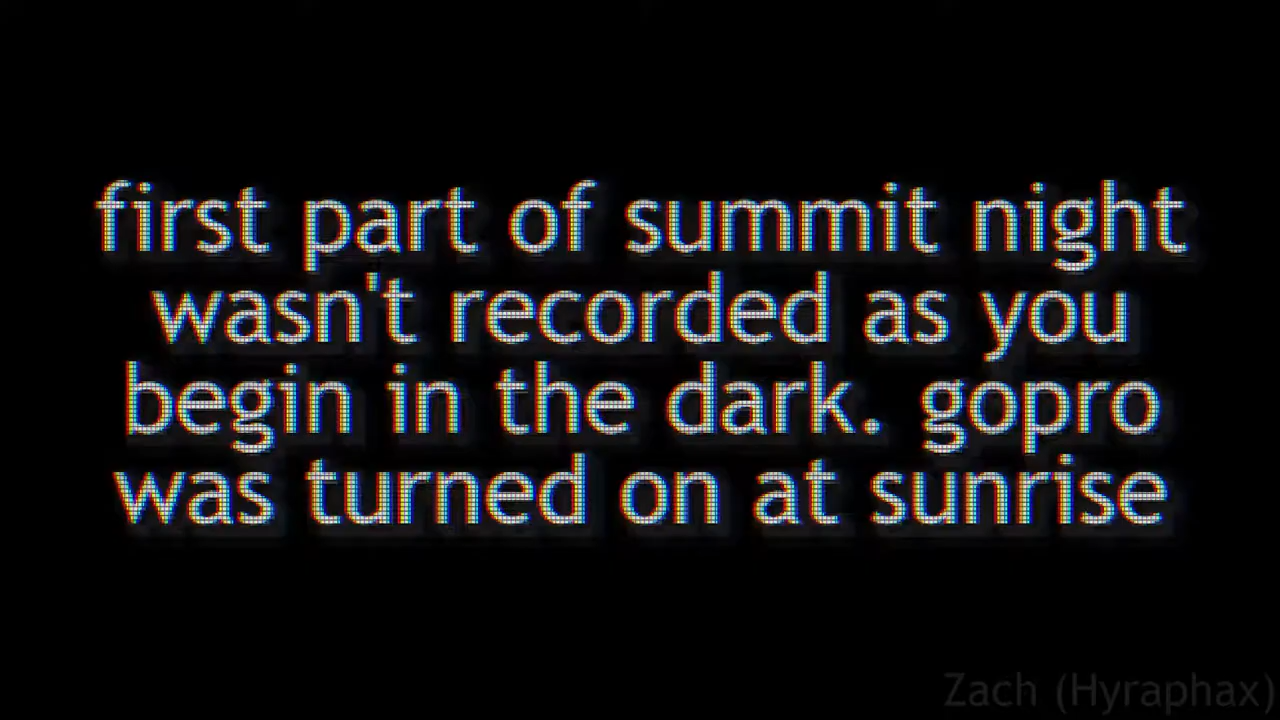 first part of summit night
wasn't recorded as you
begin in the dark. gopro
was turned on at sunrise
Zach (Hyraphax)